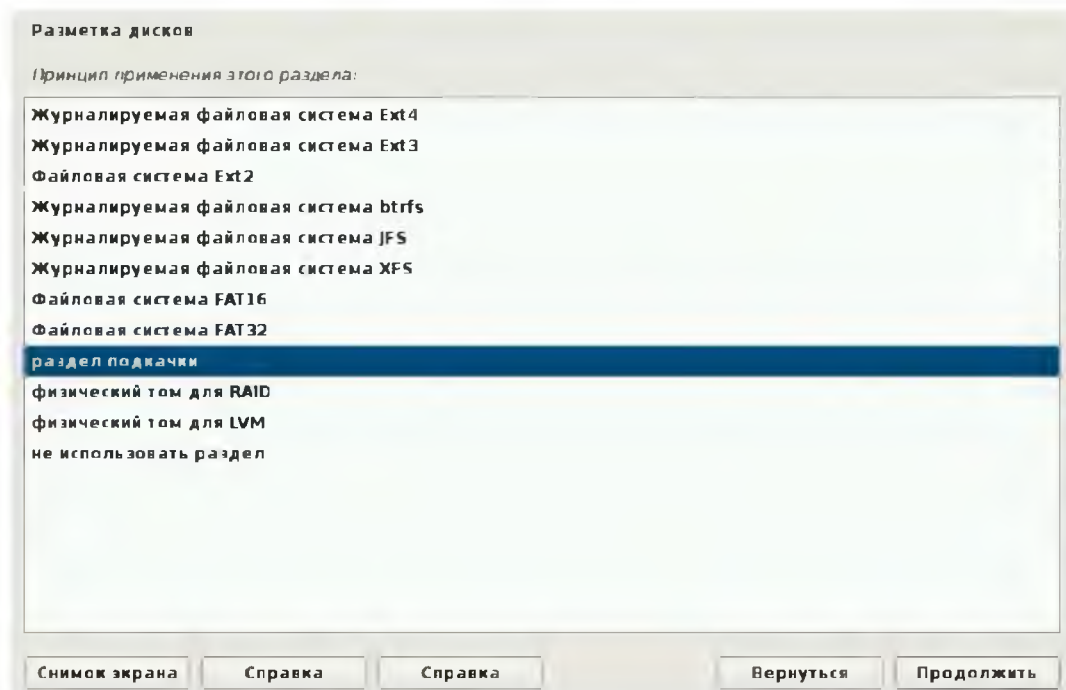 Разметка дисков
Принцип применения этого раздела:
Журналируемая файловая система Ext4
Журналируемая файловая система Ext3
Файловая система Ext2
Журналируемая файловая система btrfs
Журналируемая файловая система JFS
Журналируемая файловая система XFS
Файловая система FAT16
Файловая система FAT32
раздел подкачки
физический том для RAID
физический том для LVM
не использовать раздел
Снимок экрана Справка Справка Вернуться Продолжить